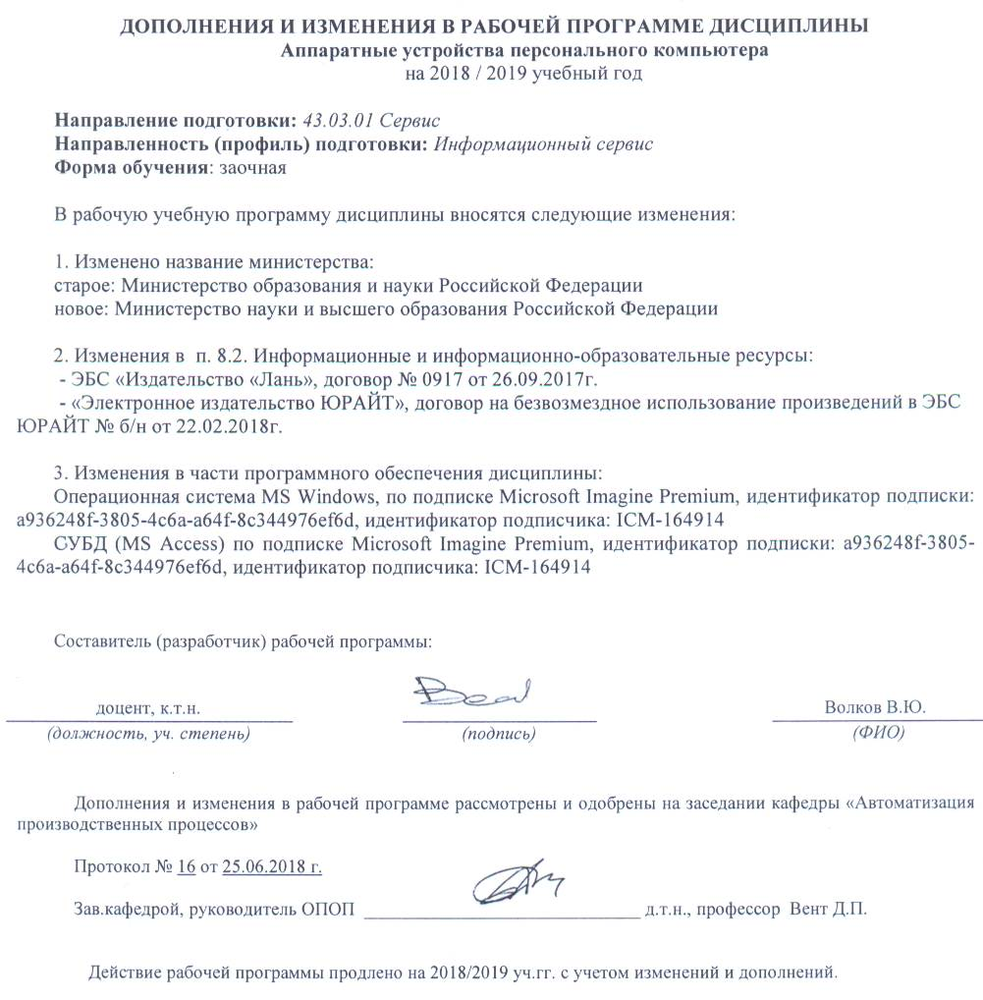 ДОПОЛНЕНИЯ И ИЗМЕНЕНИЯ В РАБОЧЕЙ ПРОГРАММЕ ДИСЦИПЛИНЫ
Аппаратные устройства персонального компьютера
на 2018 / 2019 учебный год
Направление подготовки: 43.03.01 Сервис
Направленность (профиль) подготовки: Информационный сервис
Форма обучения: заочная
В рабочую учебную программу дисциплины вносятся следующие изменения:
1. Изменено название министерства:
старое: Министерство образования и науки Российской Федерации
новое: Министерство науки и высшего образования Российской Федерации
2. Изменения в п. 8.2. Информационные и информационно-образовательные ресурсы:
- ЭБС «Издательство «Лань», договор № 0917 от 26.09.2017г.
- «Электронное издательство ЮРАЙТ», договор на безвозмездное использование произведений в ЭБС
ЮРАЙТ № б/н от 22.02.2018г.
3. Изменения в части программного обеспечения дисциплины:
Операционная система MS Windows, по подписке Microsoft Imagine Premium, идентификатор подписки:
a936248f-3805-4c6a-a64f-8c344976ef6d, идентификатор подписчика: ICM-164914
СУБД (MS Access) по подписке Microsoft Imagine Premium, идентификатор подписки: a936248f-3805-
4c6a-a64f-8c344976ef6d, идентификатор подписчика: ICM-164914
Составитель (разработчик) рабочей программы:
доцент, к.т.н. Волков В.Ю.
(должность, уч. степень) (подпись) (ФИО)
Дополнения и изменения в рабочей программе рассмотрены и одобрены на заседании кафедры «Автоматизация
производственных процессов»
Протокол № 16 от 25.06.2018 г.
Зав.кафедрой, руководитель ОПОП д.т.н., профессор Вент Д.П.
Действие рабочей программы продлено на 2018/2019 уч.гг. с учетом изменений и дополнений.